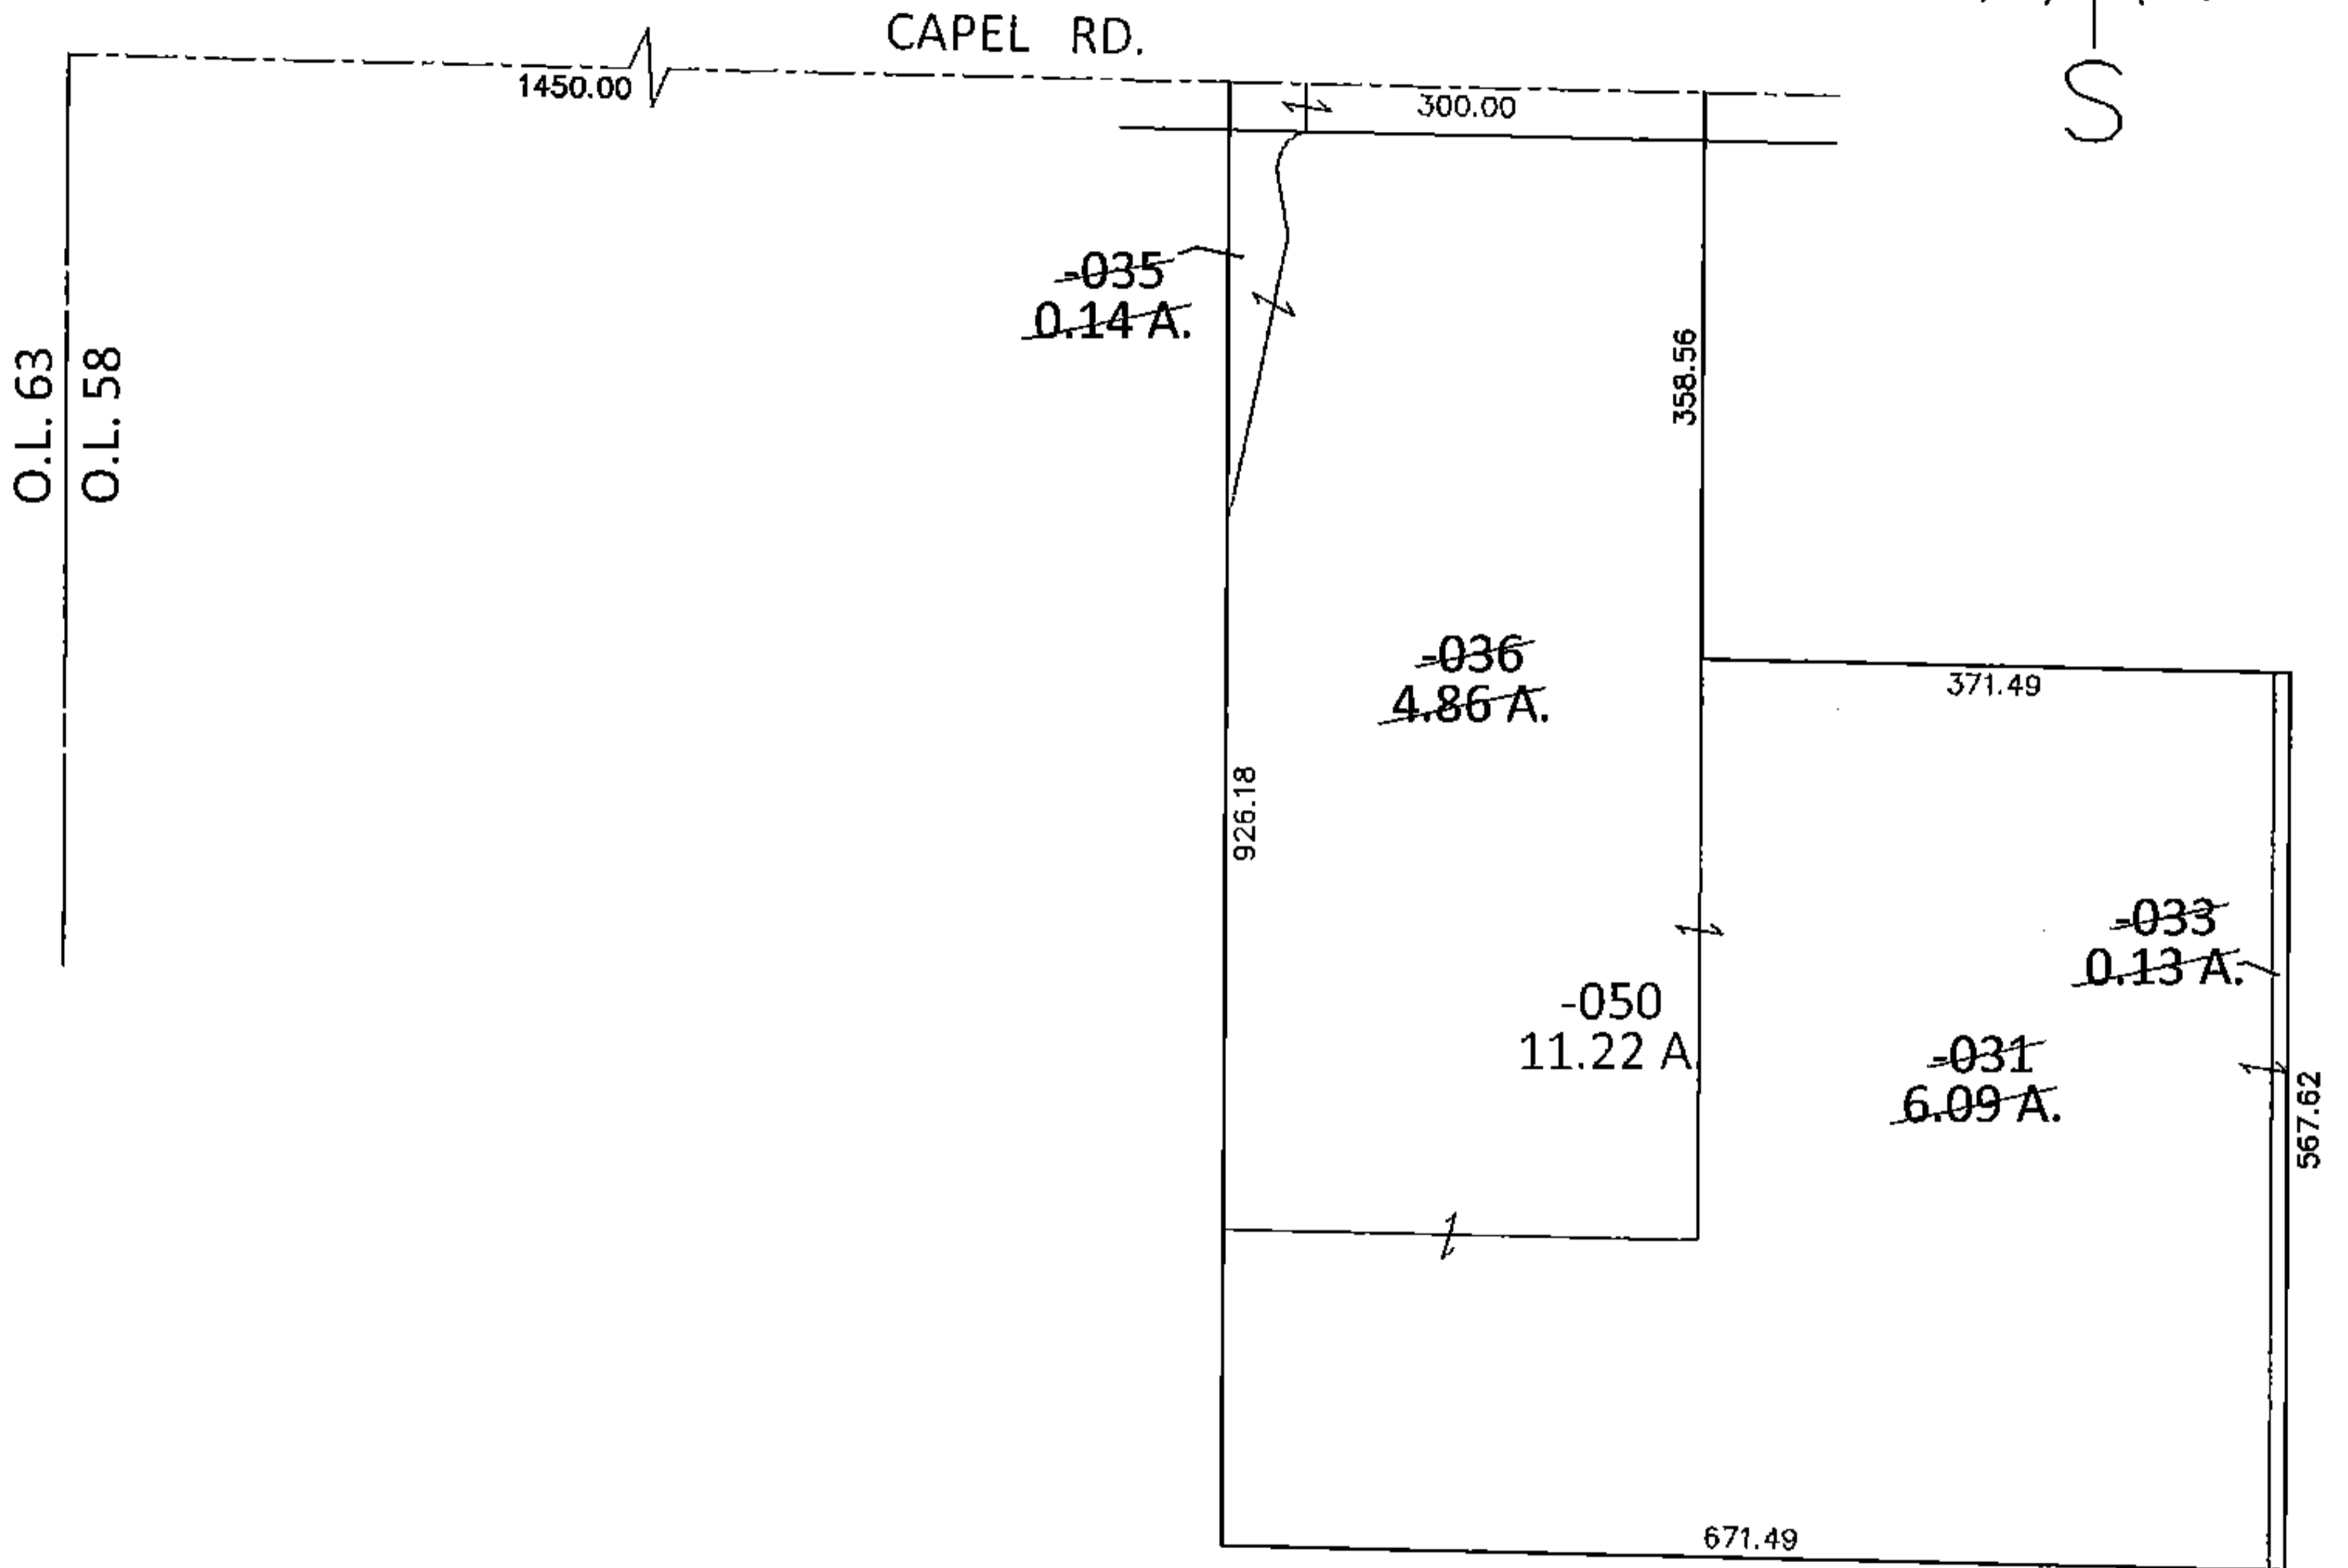 CAPEL RD.
1450.00
300.00
S
-035
0.14 A.
O.L. 63
O.L. 58
358.56
-036
4.86 A.
371.49
926.18
-033
0.13 A.
-050
11.22 A
-031
6.09 A.
567.62
671.49